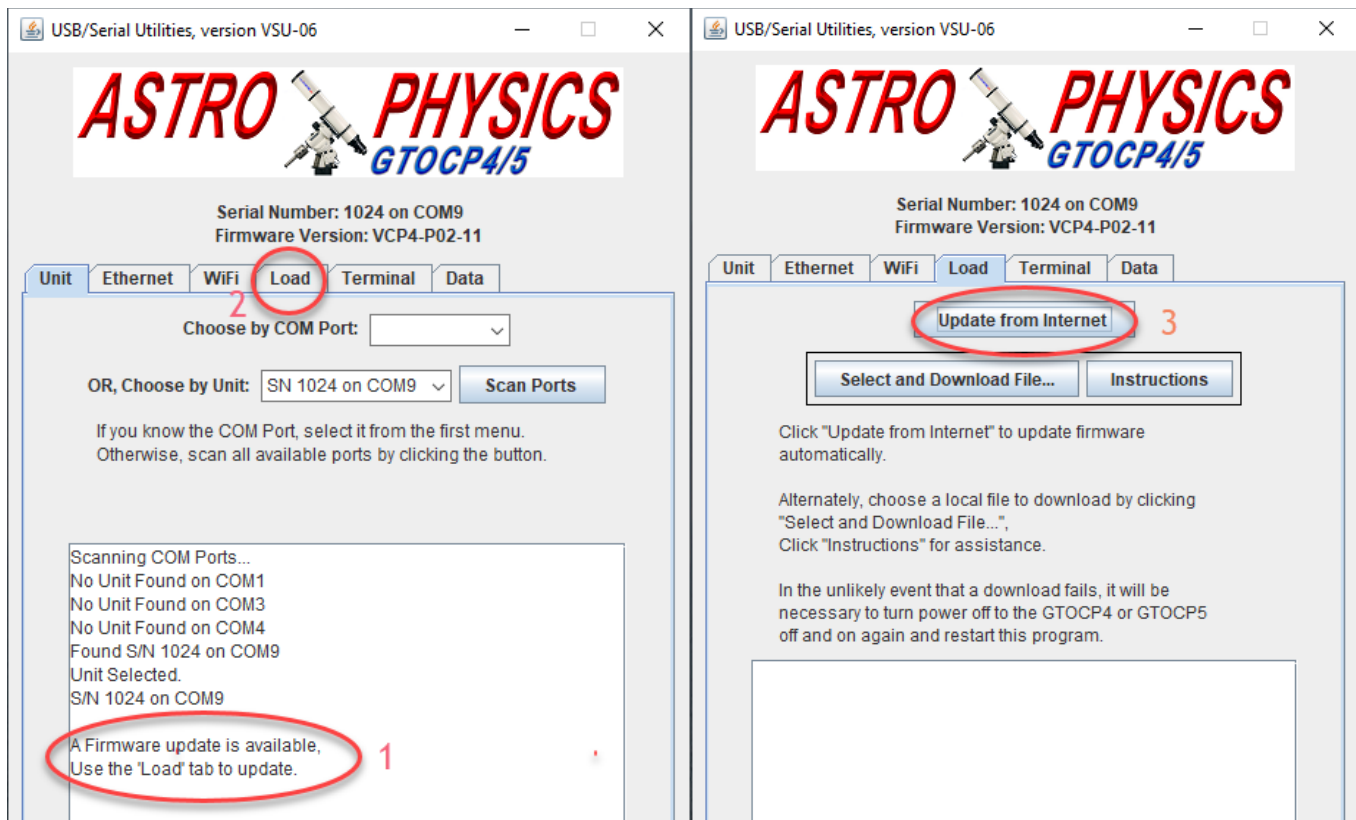 USB/Serial Utilities, version VSU-06
ASTRO PHYSICS
GTOCP4/5
Serial Number: 1024 on COM9
Firmware Version: VCP4-P02-11
Unit Ethernet WiFi Load Terminal Data
2
Choose by COM Port:
OR, Choose by Unit: SN 1024 on COM9 Scan Ports
If you know the COM Port, select it from the first menu.
Otherwise, scan all available ports by clicking the button.
Scanning COM Ports...
No Unit Found on COM1
No Unit Found on COM3
No Unit Found on COM4
Found S/N 1024 on COM9
Unit Selected.
S/N 1024 on COM9
A Firmware update is available,
Use the 'Load' tab to update.
1
USB/Serial Utilities, version VSU-06
ASTRO PHYSICS
GTOCP4/5
Serial Number: 1024 on COM9
Firmware Version: VCP4-P02-11
Unit Ethernet WiFi Load Terminal Data
Update from Internet 3
Select and Download File... Instructions
Click "Update from Internet" to update firmware
automatically.
Alternately, choose a local file to download by clicking
"Select and Download File...",
Click "Instructions" for assistance.
In the unlikely event that a download fails, it will be
necessary to turn power off to the GTOCP4 or GTOCP5
off and on again and restart this program.